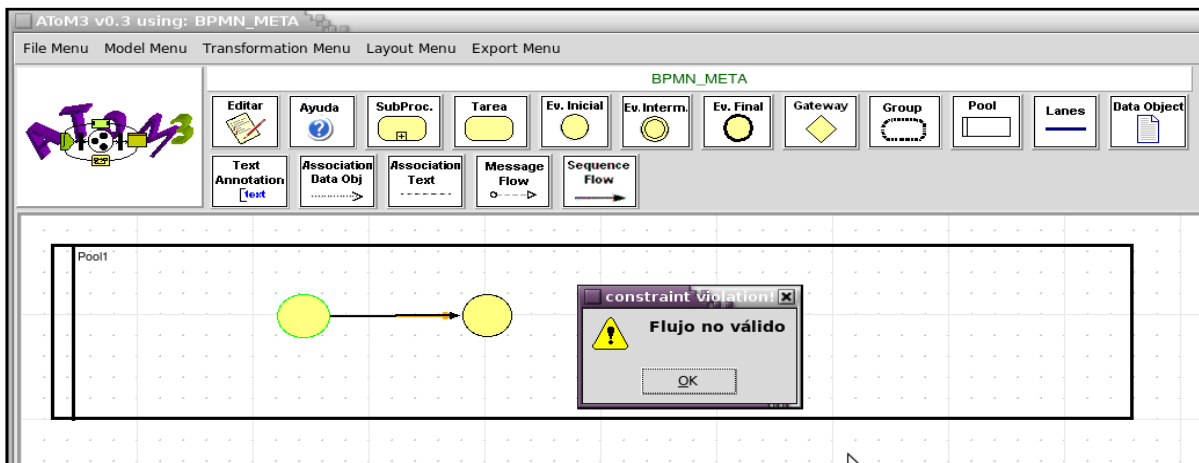 AToM3 v0.3 using: BPMN_META
File Menu Model Menu Transformation Menu Layout Menu Export Menu
BPMN_META
ATOM3
Editar Ayuda SubProc. Tarea Ev. Inicial Ev. Interm. Ev. Final Gateway Group Pool Lanes Data Object
Text Association Association Message Sequence
Annotation Data Obj Text Flow Flow
text
Pool1
constraint violation!
Flujo no válido
OK